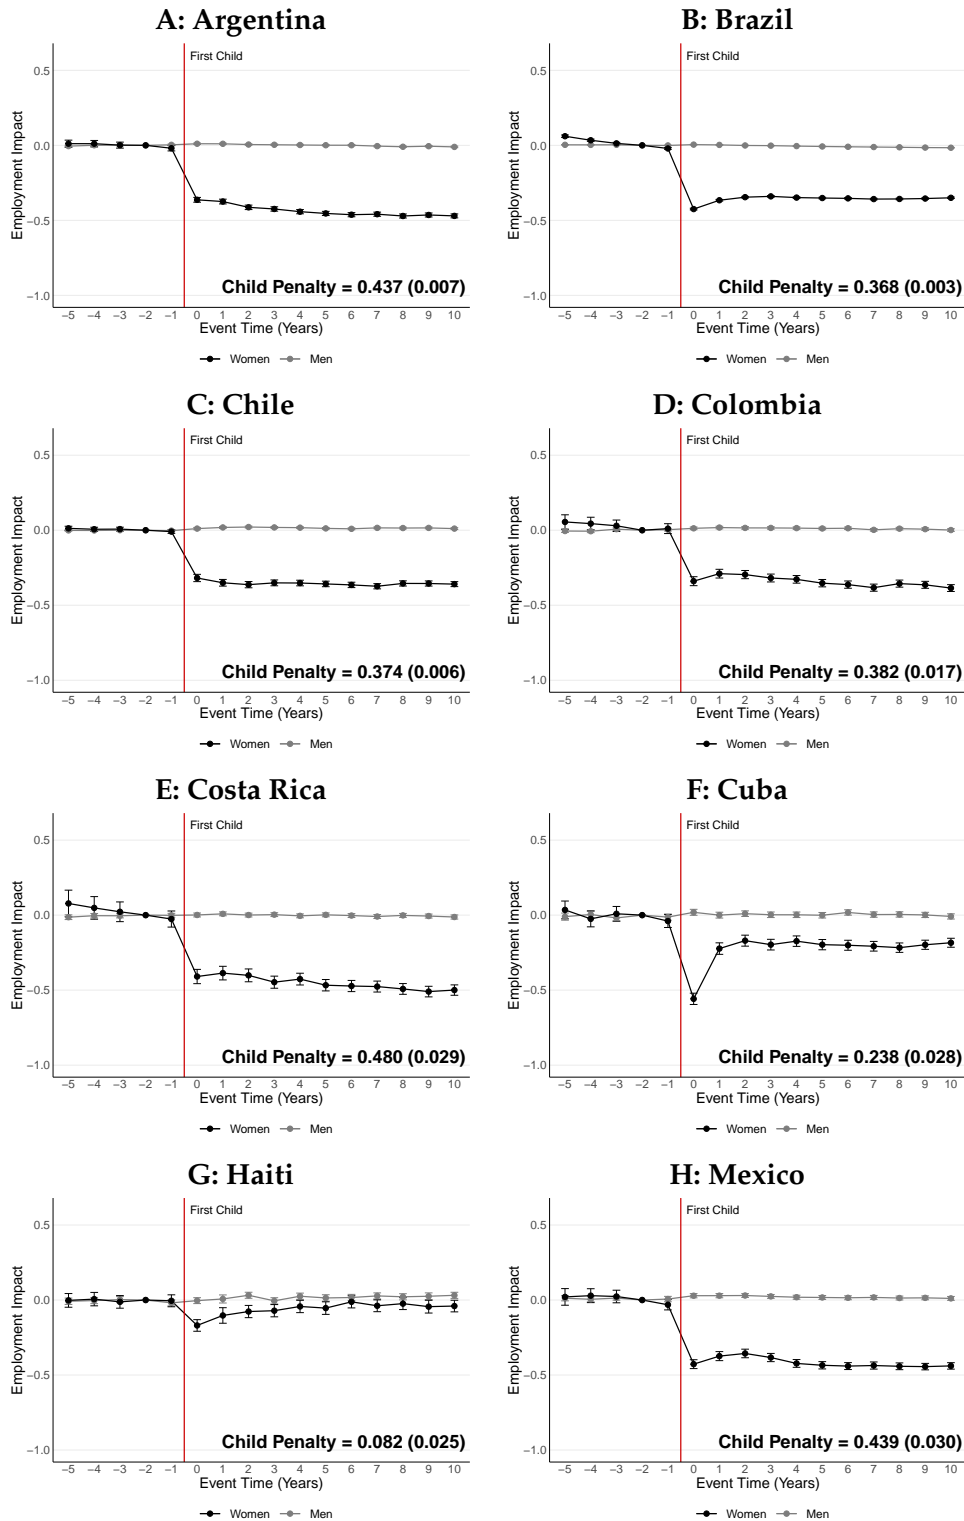 A: Argentina
First Child
0.5
0.0
−0.5
−1.0
Employment Impact
Child Penalty = 0.437 (0.007)
−5 −4 −3 −2 −1 0 1 2 3 4 5 6 7 8 9 10
Event Time (Years)
Women Men
B: Brazil
First Child
0.5
0.0
−0.5
−1.0
Employment Impact
Child Penalty = 0.368 (0.003)
−5 −4 −3 −2 −1 0 1 2 3 4 5 6 7 8 9 10
Event Time (Years)
Women Men
C: Chile
First Child
0.5
0.0
−0.5
−1.0
Employment Impact
Child Penalty = 0.374 (0.006)
−5 −4 −3 −2 −1 0 1 2 3 4 5 6 7 8 9 10
Event Time (Years)
Women Men
D: Colombia
First Child
0.5
0.0
−0.5
−1.0
Employment Impact
Child Penalty = 0.382 (0.017)
−5 −4 −3 −2 −1 0 1 2 3 4 5 6 7 8 9 10
Event Time (Years)
Women Men
E: Costa Rica
First Child
0.5
0.0
−0.5
−1.0
Employment Impact
Child Penalty = 0.480 (0.029)
−5 −4 −3 −2 −1 0 1 2 3 4 5 6 7 8 9 10
Event Time (Years)
Women Men
F: Cuba
First Child
0.5
0.0
−0.5
−1.0
Employment Impact
Child Penalty = 0.238 (0.028)
−5 −4 −3 −2 −1 0 1 2 3 4 5 6 7 8 9 10
Event Time (Years)
Women Men
G: Haiti
First Child
0.5
0.0
−0.5
−1.0
Employment Impact
Child Penalty = 0.082 (0.025)
−5 −4 −3 −2 −1 0 1 2 3 4 5 6 7 8 9 10
Event Time (Years)
Women Men
H: Mexico
First Child
0.5
0.0
−0.5
−1.0
Employment Impact
Child Penalty = 0.439 (0.030)
−5 −4 −3 −2 −1 0 1 2 3 4 5 6 7 8 9 10
Event Time (Years)
Women Men